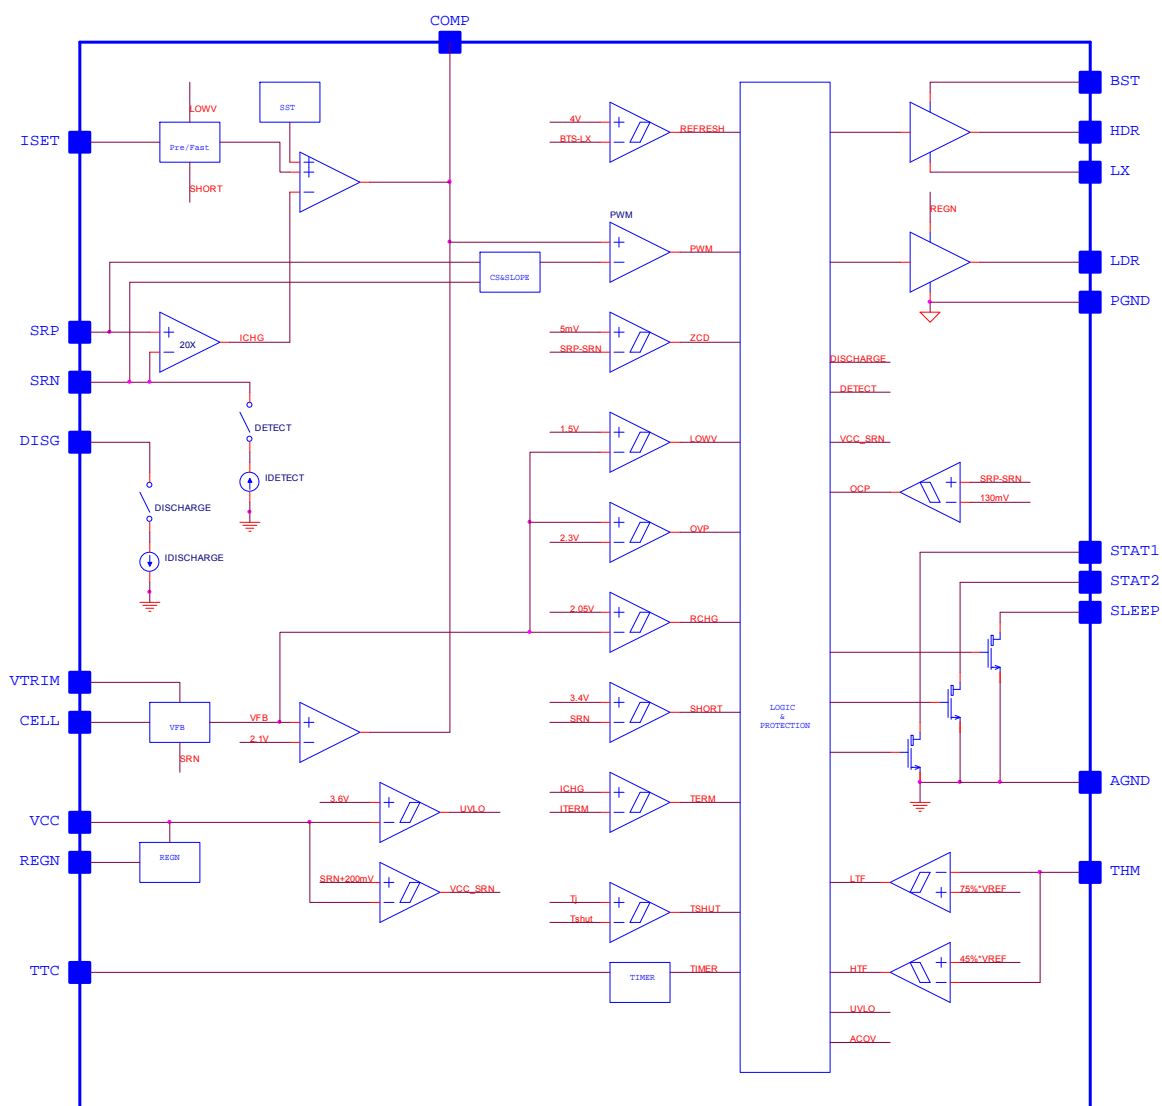 COMP
BST
HDR
LX
LDR
PGND
STAT1
STAT2
SLEEP
AGND
THM
ISET
SRP
SRN
DISG
VTRIM
CELL
VCC
REGN
TTC
LOWV
Pre/Fast
SHORT
SST
4V
BTS-LX
REFRESH
REGN
PWM
PWM
CS&SLOPE
20X
ICHG
5mV
SRP-SRN
ZCD
DISCHARGE
DETECT
VCC_SRN
DETECT
IDETECT
DISCHARGE
IDISCHARGE
1.5V
LOWV
OCP
SRP-SRN
130mV
2.3V
OVP
2.05V
RCHG
VFB
SRN
VFB
2.1V
3.4V
SRN
SHORT
LOGIC
&
PROTECTION
3.6V
UVLO
ICHG
ITERM
TERM
REGN
SRN+200mV
VCC_SRN
Tj
Tshut
TSHUT
LTF
75%*VREF
TIMER
TIMER
HTF
45%*VREF
UVLO
ACOV